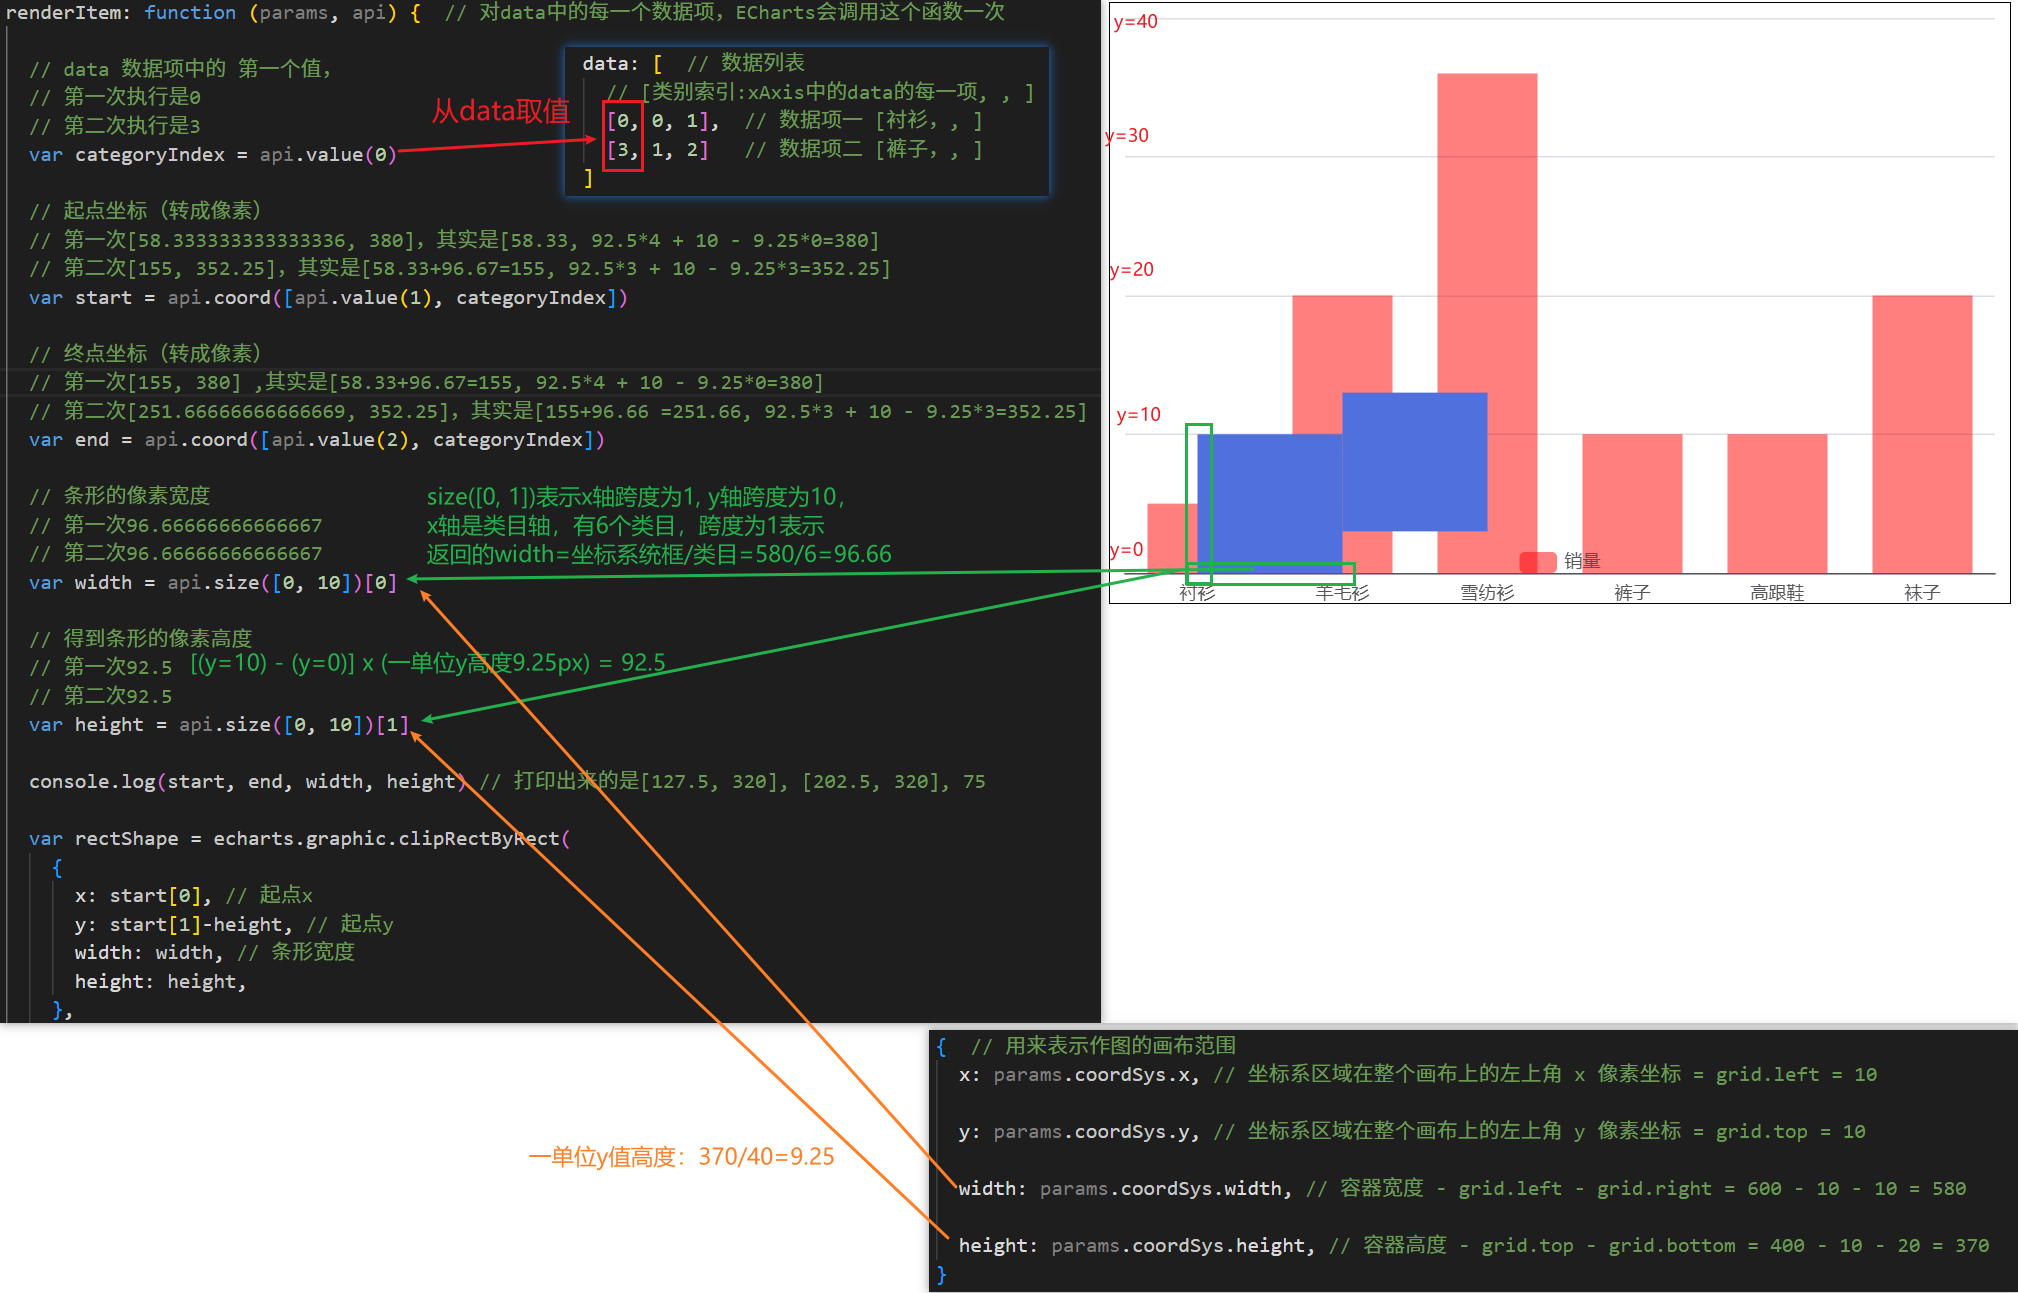 renderItem: function (params, api) {  // 对data中的每一个数据项，ECharts会调用这个函数一次
// data 数据项中的 第一个值，
// 第一次执行是0
// 第二次执行是3
var categoryIndex = api.value(0)
从data取值
data: [  // 数据列表
// [类别索引:xAxis中的data的每一项, , ]
[0, 0, 1],  // 数据项一 [衬衫, , ]
[3, 1, 2]   // 数据项二 [裤子, , ]
]
// 起点坐标（转成像素）
// 第一次[58.333333333333336, 380]，其实是[58.33, 92.5*4 + 10 - 9.25*0=380]
// 第二次[155, 352.25]，其实是[58.33+96.67=155, 92.5*3 + 10 - 9.25*3=352.25]
var start = api.coord([api.value(1), categoryIndex])
// 终点坐标（转成像素）
// 第一次[155, 380] ,其实是[58.33+96.67=155, 92.5*4 + 10 - 9.25*0=380]
// 第二次[251.66666666666669, 352.25]，其实是[155+96.66 =251.66, 92.5*3 + 10 - 9.25*3=352.25]
var end = api.coord([api.value(2), categoryIndex])
// 条形的像素宽度
// 第一次96.66666666666667
// 第二次96.66666666666667
var width = api.size([0, 10])[0]
size([0, 1])表示x轴跨度为1, y轴跨度为10，
x轴是类目轴，有6个类目，跨度为1表示
返回的width=坐标系统框/类目=580/6=96.66
// 得到条形的像素高度
// 第一次92.5
[(y=10) - (y=0)] x (一单位y高度9.25px) = 92.5
// 第二次92.5
var height = api.size([0, 10])[1]
console.log(start, end, width, height) // 打印出来的是[127.5, 320], [202.5, 320], 75
var rectShape = echarts.graphic.clipRectByRect(
{
x: start[0], // 起点x
y: start[1]-height, // 起点y
width: width, // 条形宽度
height: height,
},
y=40
y=30
y=20
y=10
y=0
销量
衬衫 羊毛衫 雪纺衫 裤子 高跟鞋 袜子
一单位y值高度：370/40=9.25
{  // 用来表示作图的画布范围
x: params.coordSys.x, // 坐标系区域在整个画布上的左上角 x 像素坐标 = grid.left = 10
y: params.coordSys.y, // 坐标系区域在整个画布上的左上角 y 像素坐标 = grid.top = 10
width: params.coordSys.width, // 容器宽度 - grid.left - grid.right = 600 - 10 - 10 = 580
height: params.coordSys.height, // 容器高度 - grid.top - grid.bottom = 400 - 10 - 20 = 370
}